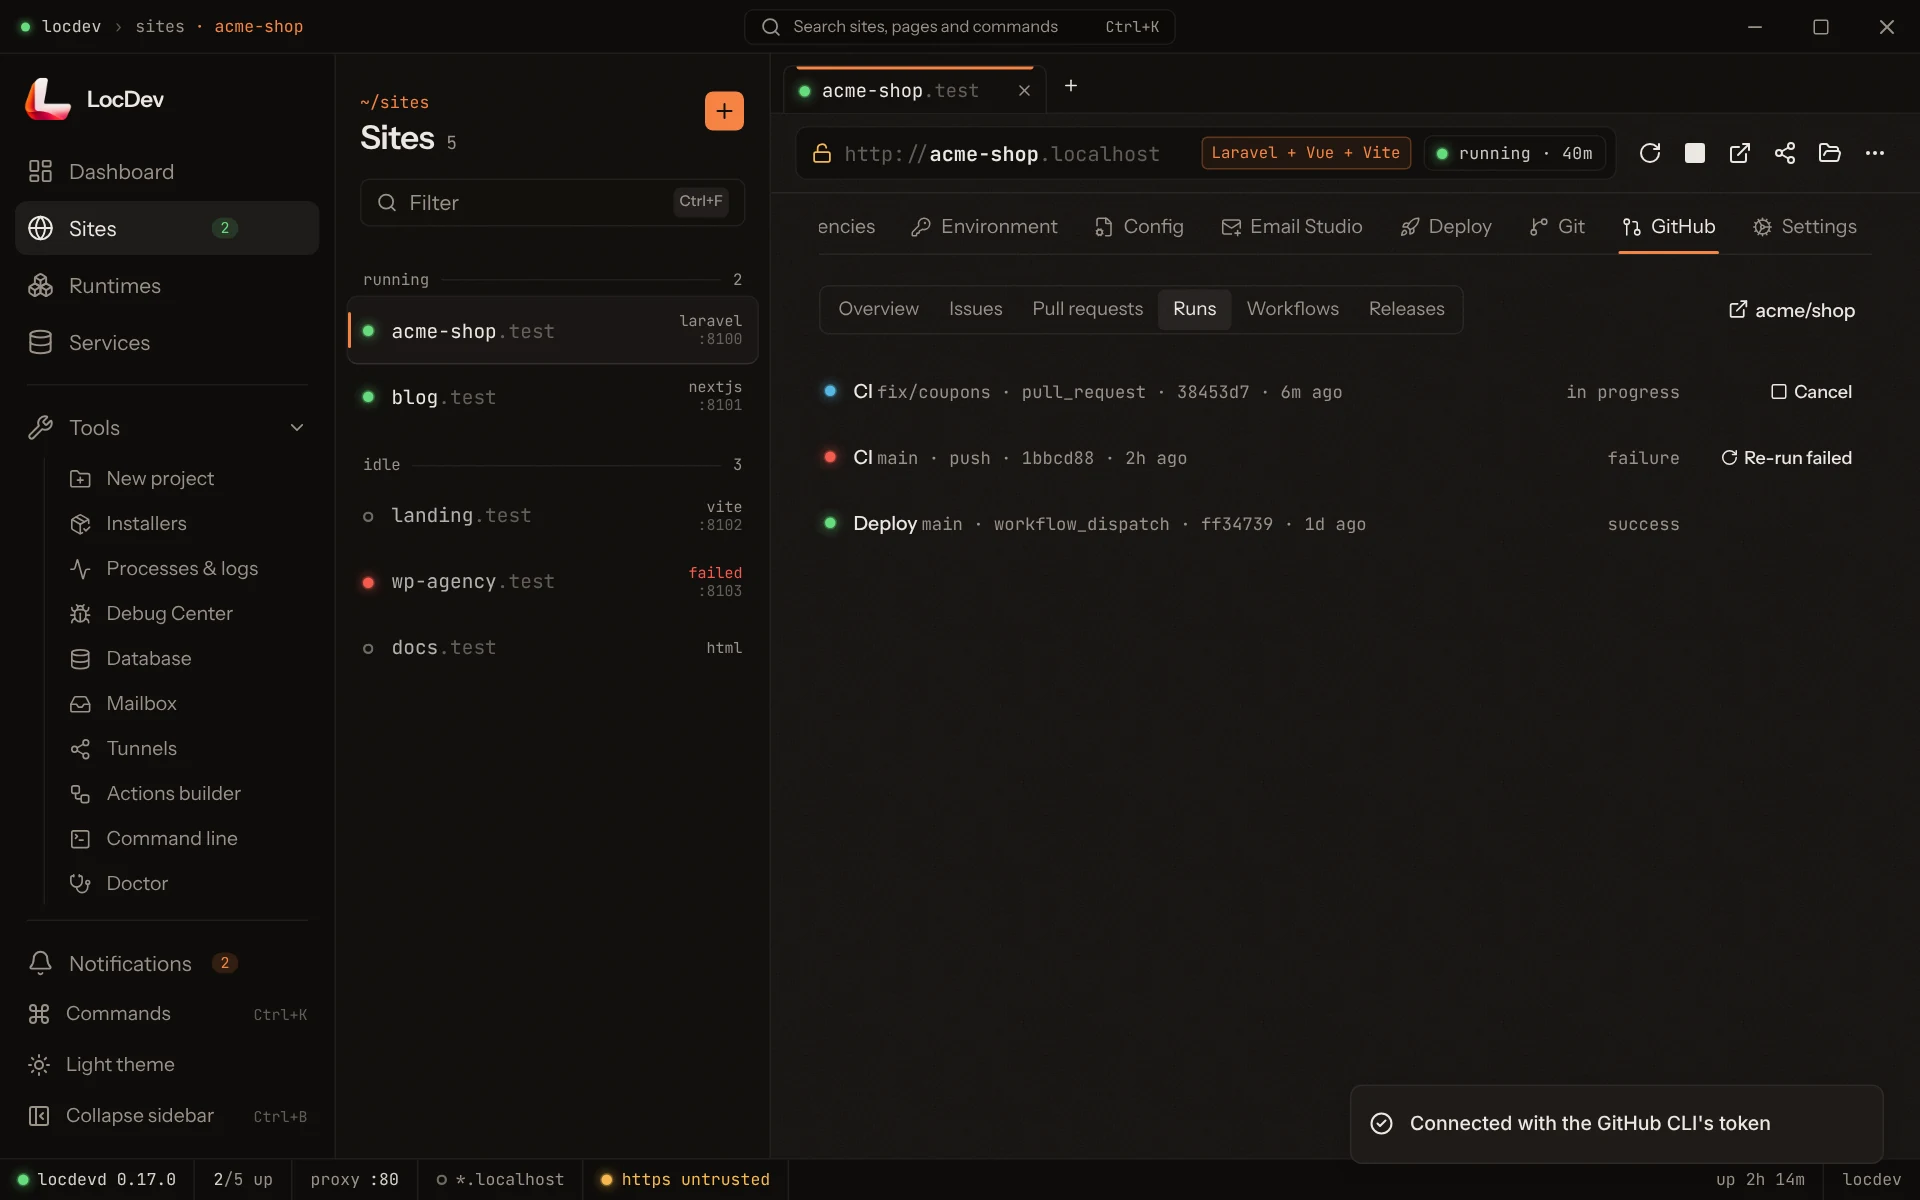 locdev › sites · acme-shop
Search sites, pages and commands Ctrl+K
LocDev
Dashboard
Sites 2
Runtimes
Services
Tools
New project
Installers
Processes & logs
Debug Center
Database
Mailbox
Tunnels
Actions builder
Command line
Doctor
Notifications 2
Commands Ctrl+K
Light theme
Collapse sidebar Ctrl+B
~/sites
Sites 5
Filter Ctrl+F
running 2
acme-shop.test laravel
:8100
blog.test nextjs
:8101
idle 3
landing.test vite
:8102
wp-agency.test failed
:8103
docs.test html
acme-shop.test
http://acme-shop.localhost Laravel + Vue + Vite running · 40m
encies Environment Config Email Studio Deploy Git GitHub Settings
Overview Issues Pull requests Runs Workflows Releases acme/shop
CI fix/coupons · pull_request · 38453d7 · 6m ago in progress Cancel
CI main · push · 1bbcd88 · 2h ago failure Re-run failed
Deploy main · workflow_dispatch · ff34739 · 1d ago success
Connected with the GitHub CLI's token
locdevd 0.17.0 2/5 up proxy :80 *.localhost https untrusted up 2h 14m locdev